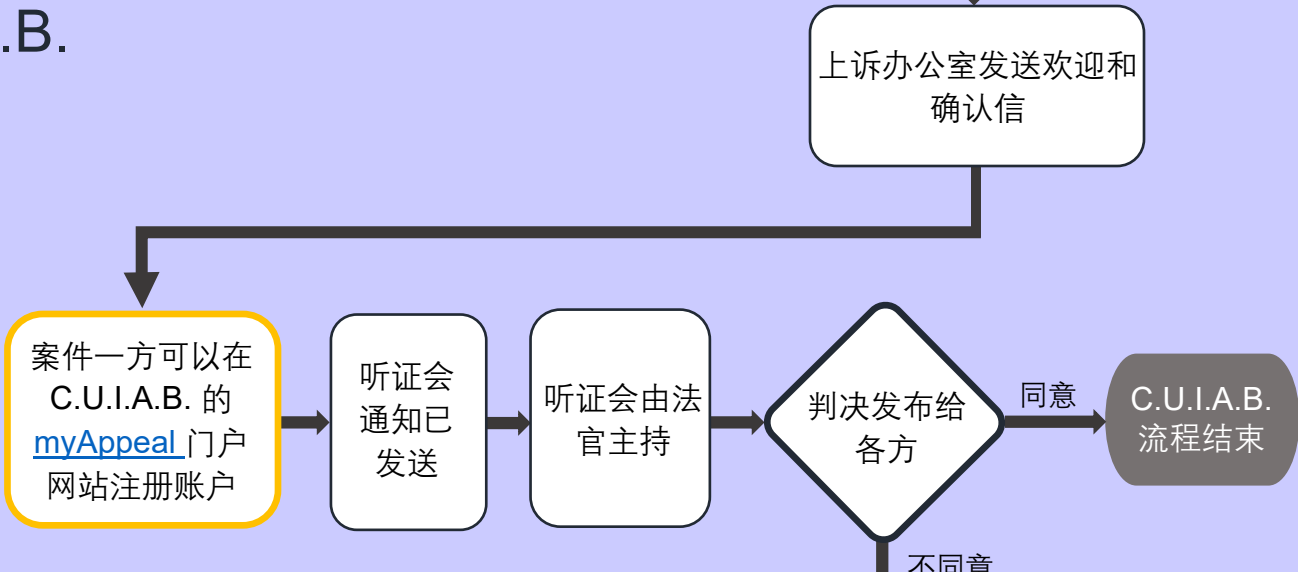 .B.
上诉办公室发送欢迎和
确认信
案件一方可以在
C.U.I.A.B. 的
myAppeal 门户
网站注册账户
听证会
通知已
发送
听证会由法
官主持
判决发布给
各方
同意
C.U.I.A.B.
流程结束
不同意